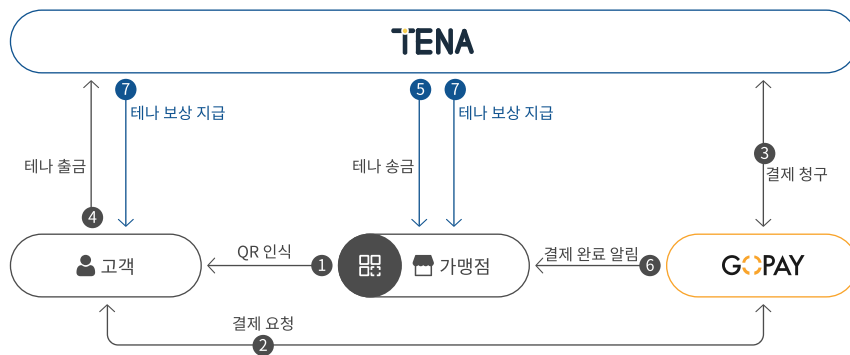 TENA
7
5
7
테나 보상 지급
테나 보상 지급
3
테나 출금
테나 송금
결제 청구
4
QR 인식
1
결제 완료 알림
6
고객
가맹점
GOPAY
결제 요청
2